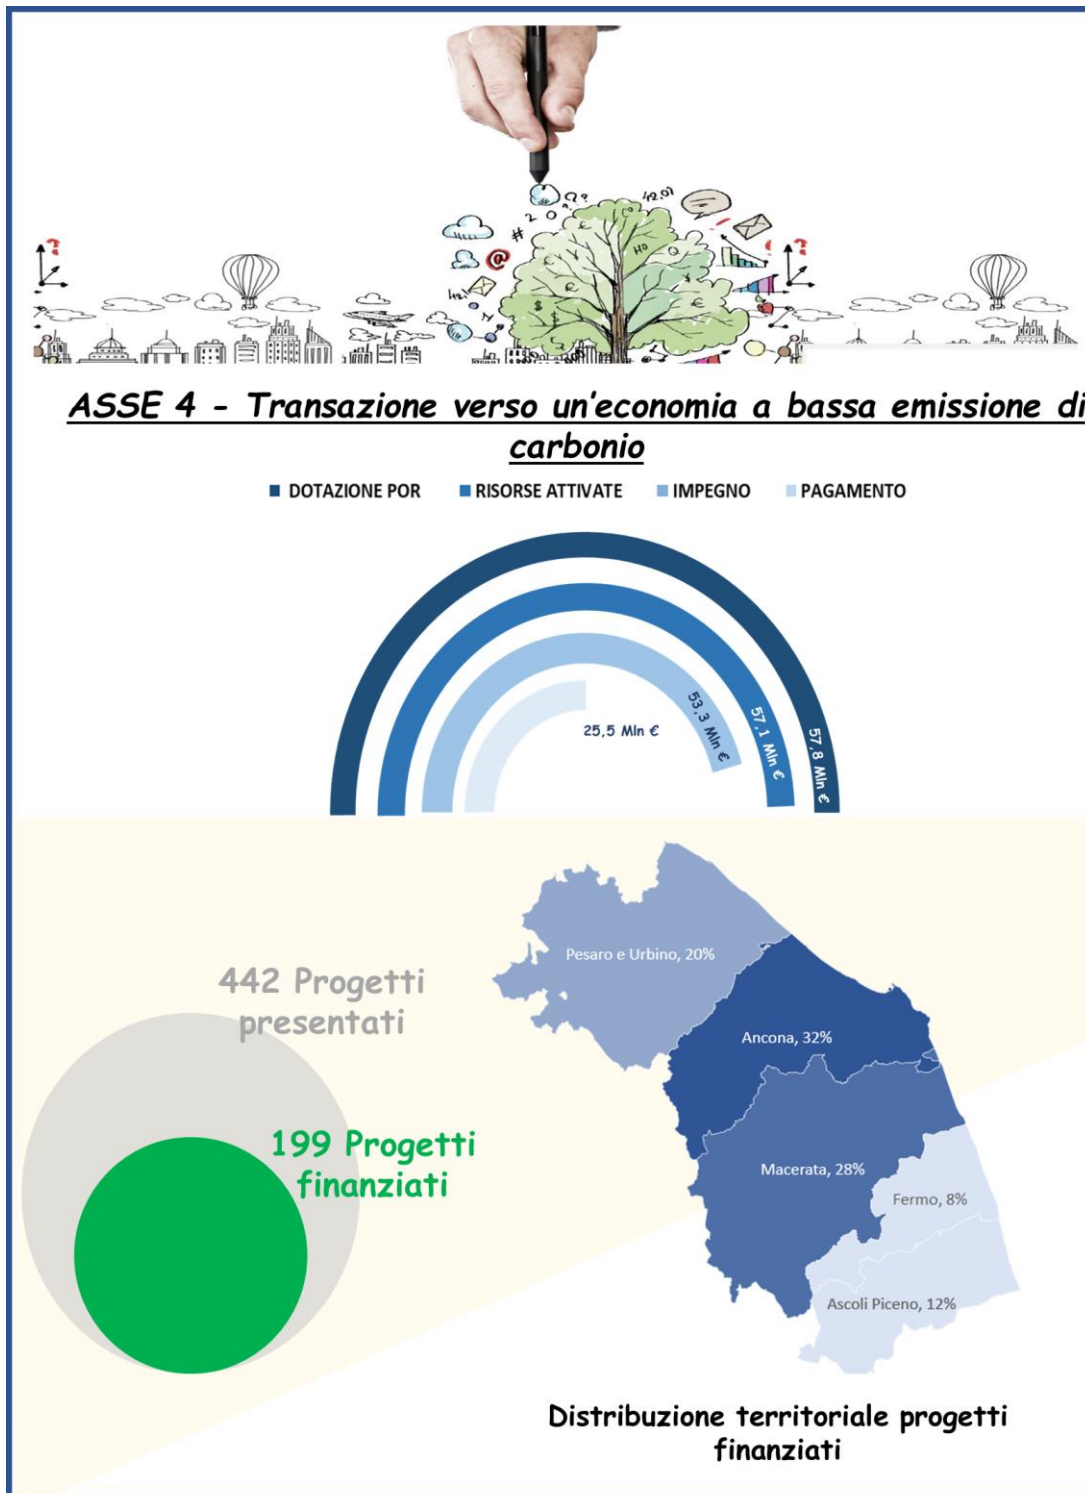 ASSE 4 - Transazione verso un'economia a bassa emissione di
carbonio
DOTAZIONE POR RISORSE ATTIVATE IMPEGNO PAGAMENTO
25,5 Mln €
53,3 Mln €
57,1 Mln €
57,8 Mln €
442 Progetti
presentati
199 Progetti
finanziati
Pesaro e Urbino, 20%
Ancona, 32%
Macerata, 28%
Fermo, 8%
Ascoli Piceno, 12%
Distribuzione territoriale progetti
finanziati